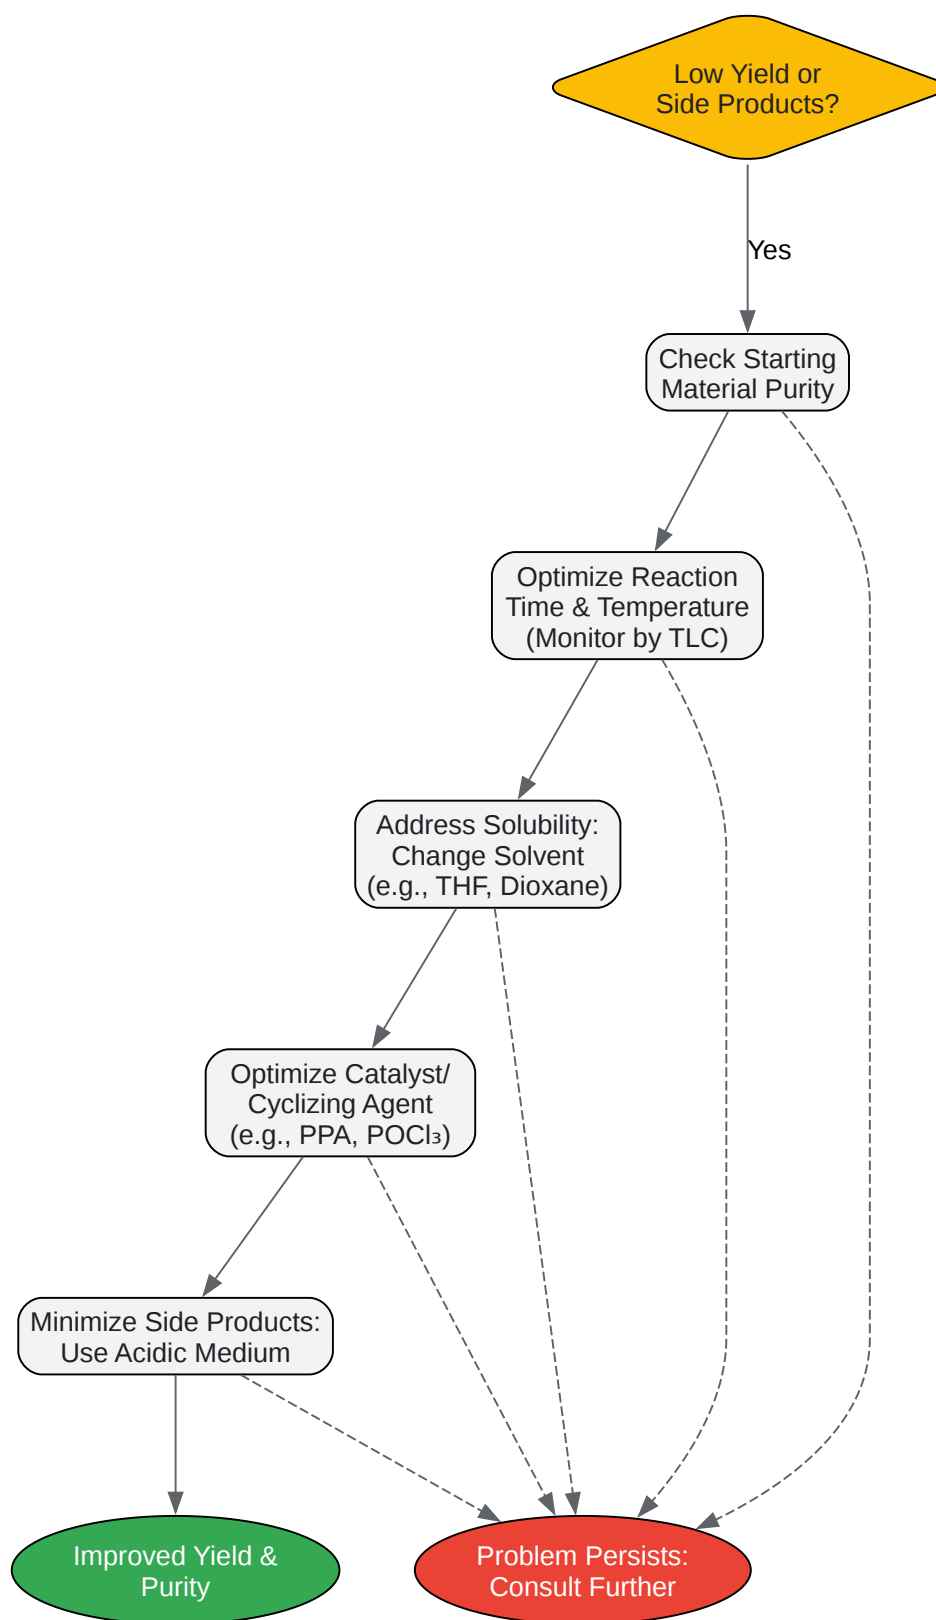 Low Yield or
Side Products?
Yes
Check Starting
Material Purity
Optimize Reaction
Time & Temperature
(Monitor by TLC)
Address Solubility:
Change Solvent
(e.g., THF, Dioxane)
Optimize Catalyst/
Cyclizing Agent
(e.g., PPA, POCl₃)
Minimize Side Products:
Use Acidic Medium
Improved Yield &
Purity
Problem Persists:
Consult Further